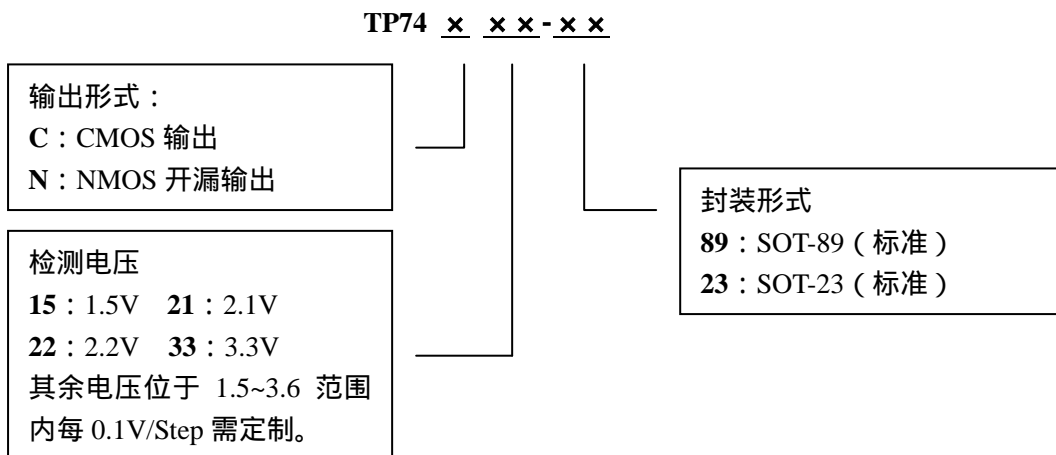 TP74 × ××-××
输出形式：
C：CMOS 输出
N：NMOS 开漏输出
检测电压
15：1.5V 21：2.1V
22：2.2V 33：3.3V
其余电压位于 1.5~3.6 范围
内每 0.1V/Step 需定制。
封装形式
89：SOT-89（标准）
23：SOT-23（标准）